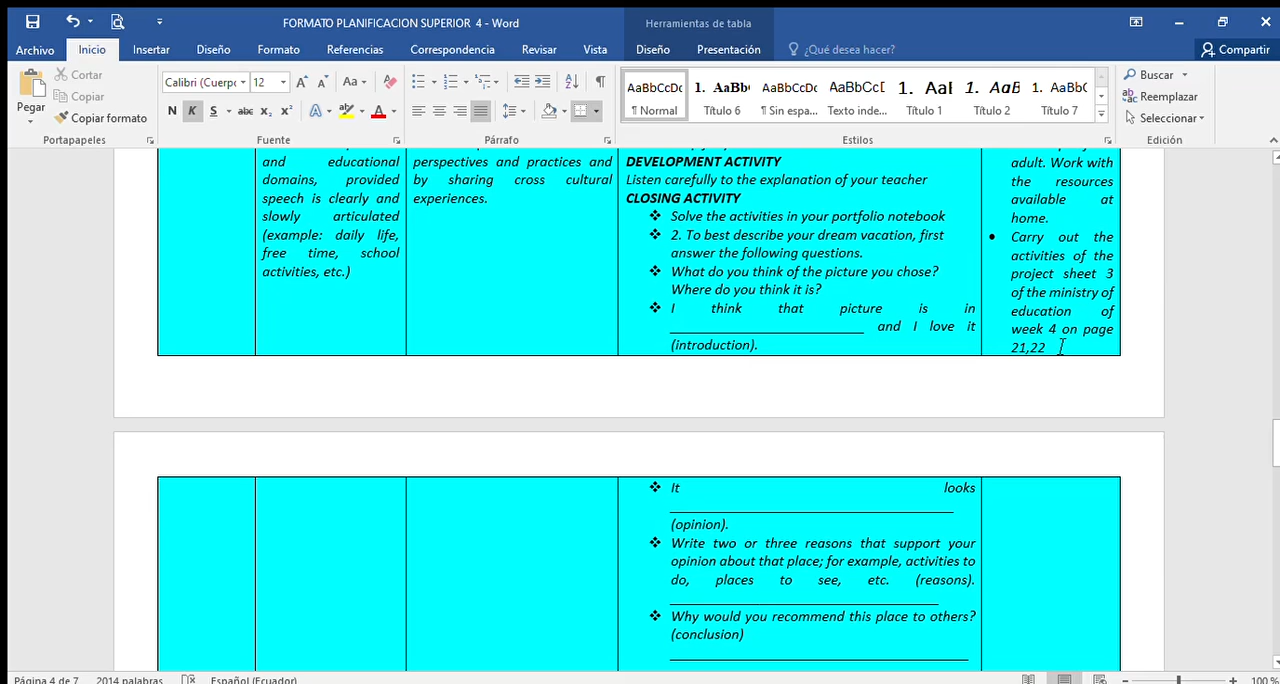 FORMATO PLANIFICACION SUPERIOR 4 - Word
Herramientas de tabla
Archivo Inicio Insertar Diseño Formato Referencias Correspondencia Revisar Vista Diseño Presentación ¿Qué desea hacer? Compartir
Pegar
Cortar
Copiar
Copiar formato
Calibri (Cuerpo 12
Aa
N K S abc x₂ x²
AaBbCcDc
¶ Normal
1. AaBb(
Título 6
AaBbCcDc
¶ Sin espa...
AaBbCcD
Texto inde...
1. AaI
Título 1
1. AaB
Título 2
1. AaBbC
Título 7
Buscar
Reemplazar
Seleccionar
Portapapeles Fuente Párrafo Estilos Edición
and educational
domains, provided
speech is clearly and
slowly articulated
(example: daily life,
free time, school
activities, etc.)
perspectives and practices and
by sharing cross cultural
experiences.
DEVELOPMENT ACTIVITY
Listen carefully to the explanation of your teacher
CLOSING ACTIVITY
❖ Solve the activities in your portfolio notebook
❖ 2. To best describe your dream vacation, first
answer the following questions.
❖ What do you think of the picture you chose?
Where do you think it is?
❖ I think that picture is in
__________________________ and I love it
(introduction).
adult. Work with
the resources
available at
home.
• Carry out the
activities of the
project sheet 3
of the ministry of
education of
week 4 on page
21,22
❖ It looks
______________________________________
(opinion).
❖ Write two or three reasons that support your
opinion about that place; for example, activities to
do, places to see, etc. (reasons).
____________________________________
❖ Why would you recommend this place to others?
(conclusion)
________________________________________
Página 4 de 7 2014 palabras Español (Ecuador) 100 %